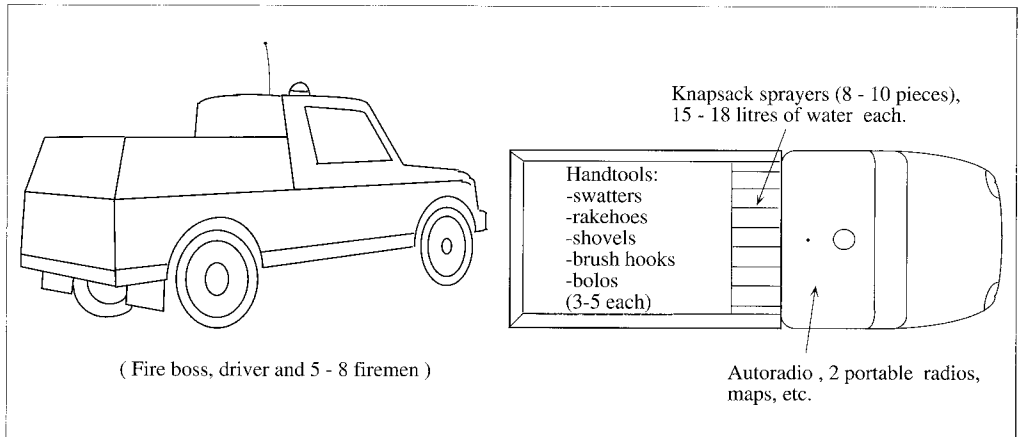 Knapsack sprayers (8 - 10 pieces),
15 - 18 litres of water each.
Handtools:
-swatters
-rakehoes
-shovels
-brush hooks
-bolos
(3-5 each)
( Fire boss, driver and 5 - 8 firemen )
Autoradio , 2 portable radios,
maps, etc.